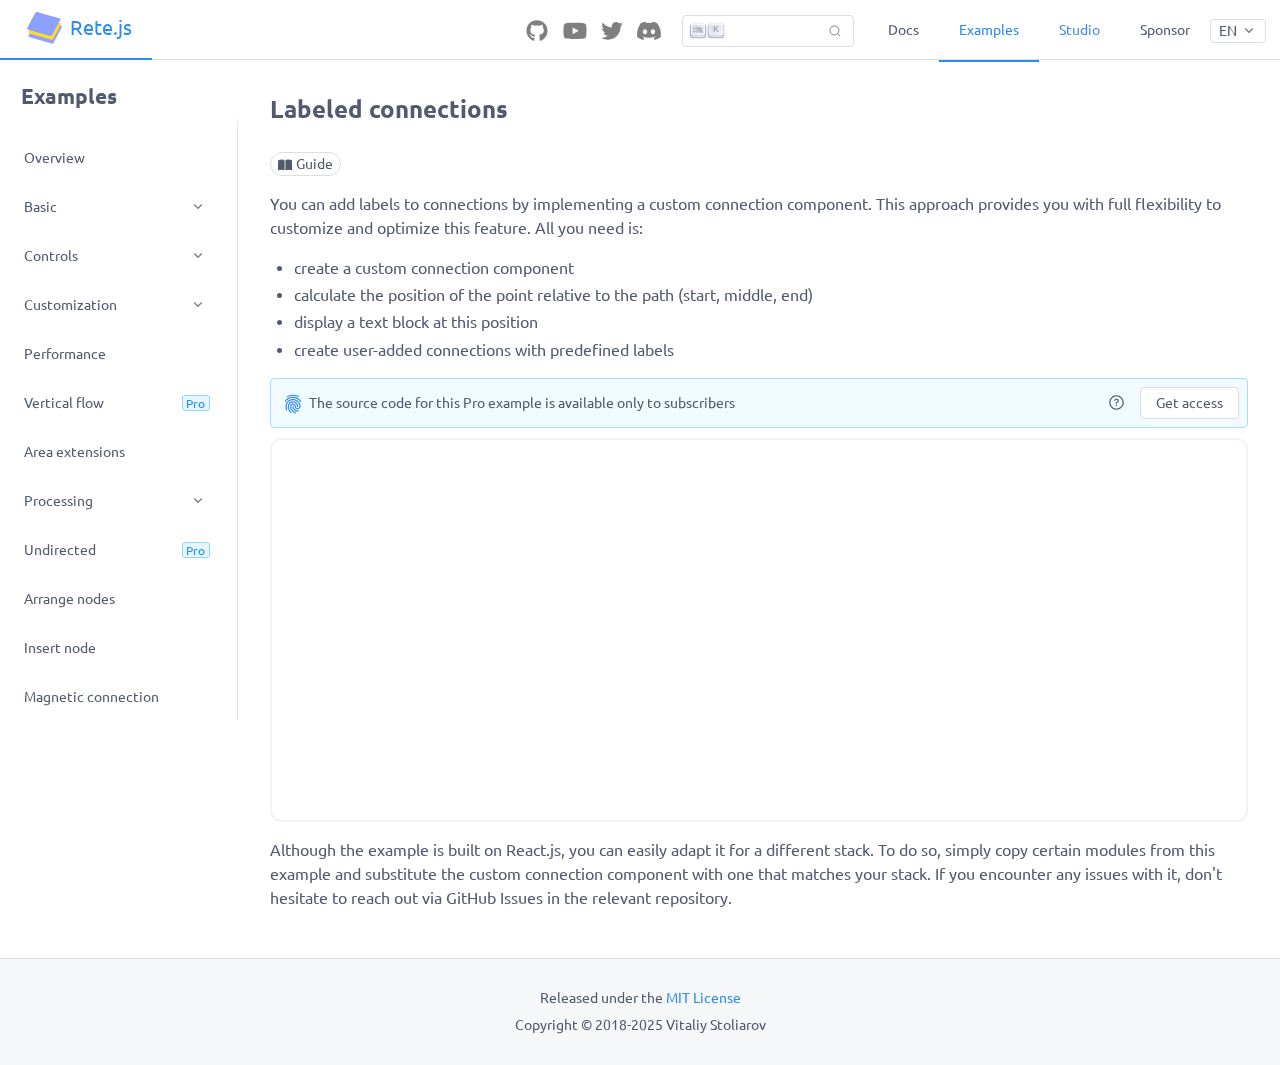 Rete.js
K
Docs
Examples
Studio
Sponsor
EN
Examples
Overview
Basic
Controls
Customization
Performance
Vertical flow
Pro
Area extensions
Processing
Undirected
Pro
Arrange nodes
Insert node
Magnetic connection
Labeled connections
Guide
You can add labels to connections by implementing a custom connection component. This approach provides you with full flexibility to
customize and optimize this feature. All you need is:
create a custom connection component
calculate the position of the point relative to the path (start, middle, end)
display a text block at this position
create user-added connections with predefined labels
The source code for this Pro example is available only to subscribers
Get access
Although the example is built on React.js, you can easily adapt it for a different stack. To do so, simply copy certain modules from this
example and substitute the custom connection component with one that matches your stack. If you encounter any issues with it, don't
hesitate to reach out via GitHub Issues in the relevant repository.
Released under the MIT License
Copyright © 2018-2025 Vitaliy Stoliarov